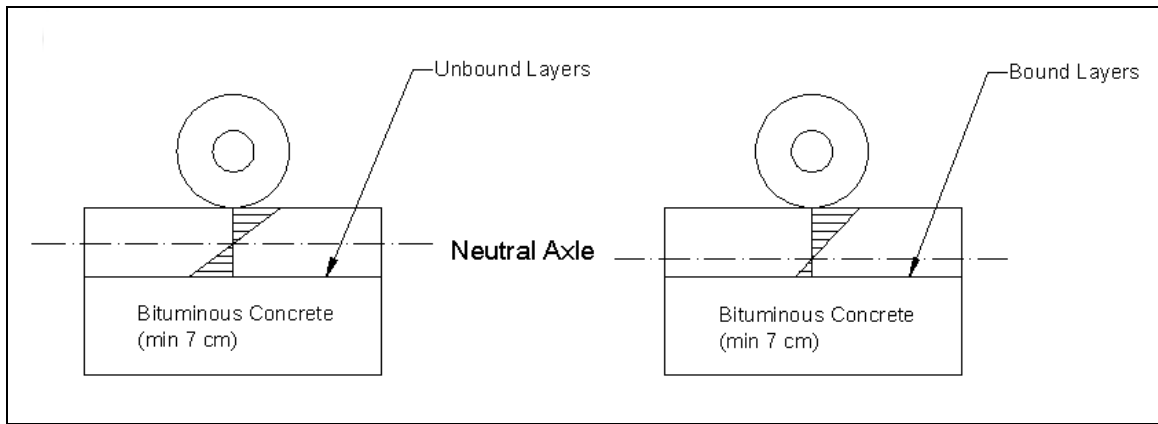 Unbound Layers
Bound Layers
Neutral Axle
Bituminous Concrete
(min 7 cm)
Bituminous Concrete
(min 7 cm)